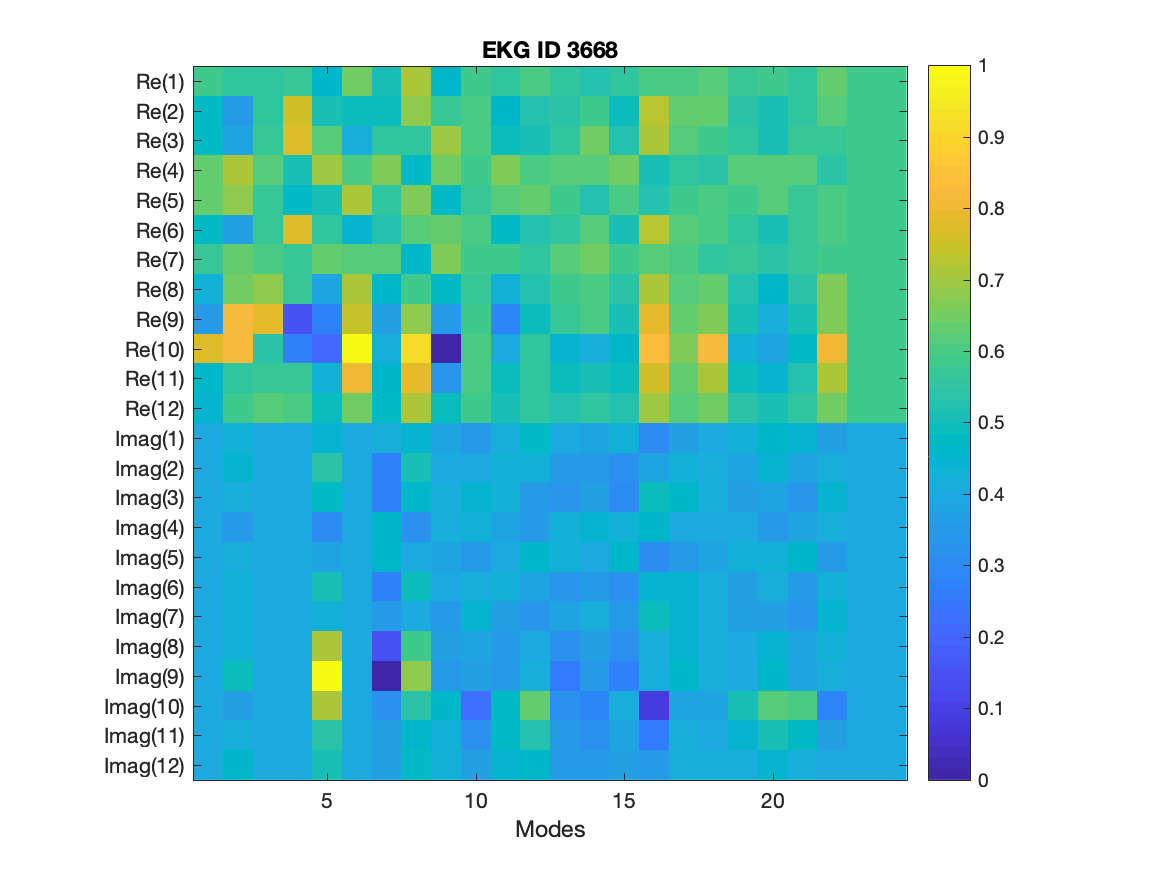 EKG ID 3668
Re(1)
Re(2)
Re(3)
Re(4)
Re(5)
Re(6)
Re(7)
Re(8)
Re(9)
Re(10)
Re(11)
Re(12)
Imag(1)
Imag(2)
Imag(3)
Imag(4)
Imag(5)
Imag(6)
Imag(7)
Imag(8)
Imag(9)
Imag(10)
Imag(11)
Imag(12)
5 10 15 20
Modes
1
0.9
0.8
0.7
0.6
0.5
0.4
0.3
0.2
0.1
0